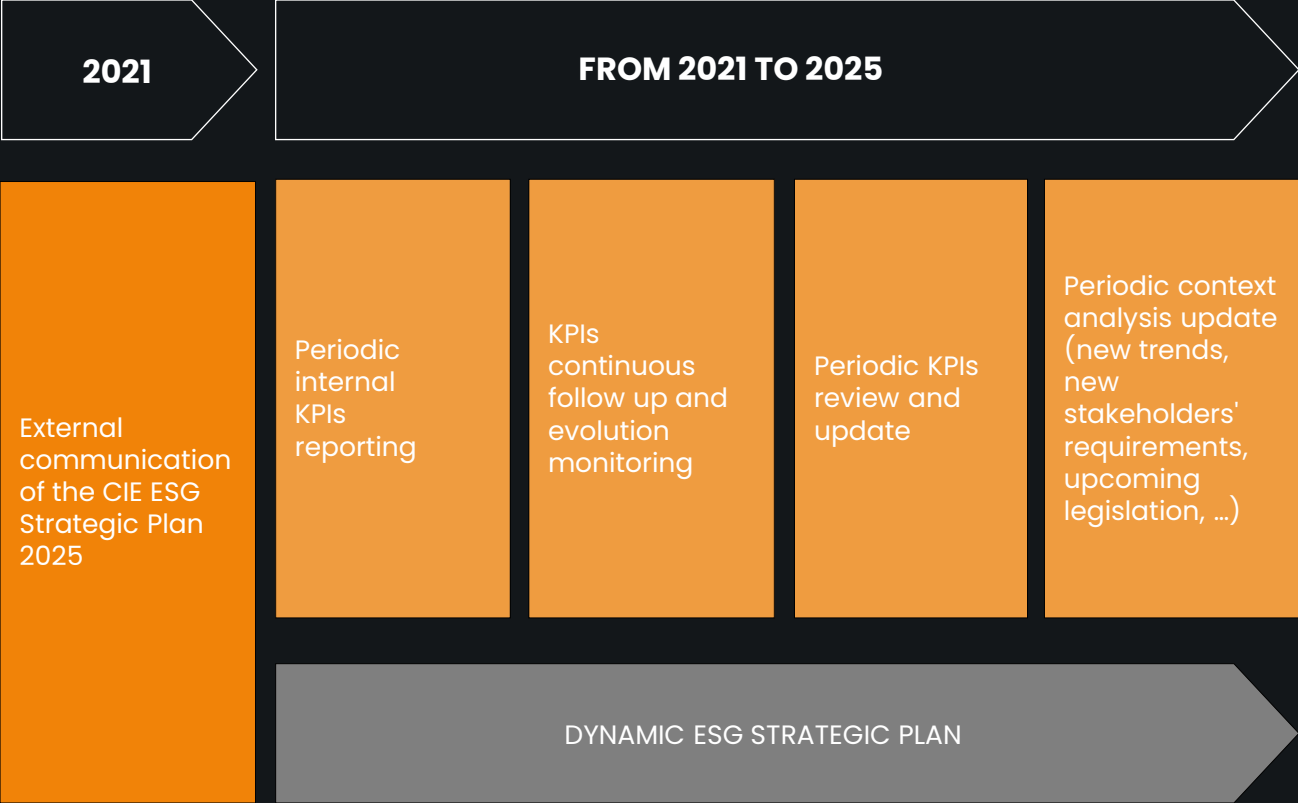 2021
FROM 2021 TO 2025
External
communication
of the CIE ESG
Strategic Plan
2025
Periodic
internal
KPIs
reporting
KPIs
continuous
follow up and
evolution
monitoring
Periodic KPIs
review and
update
Periodic context
analysis update
(new trends,
new
stakeholders'
requirements,
upcoming
legislation, …)
DYNAMIC ESG STRATEGIC PLAN